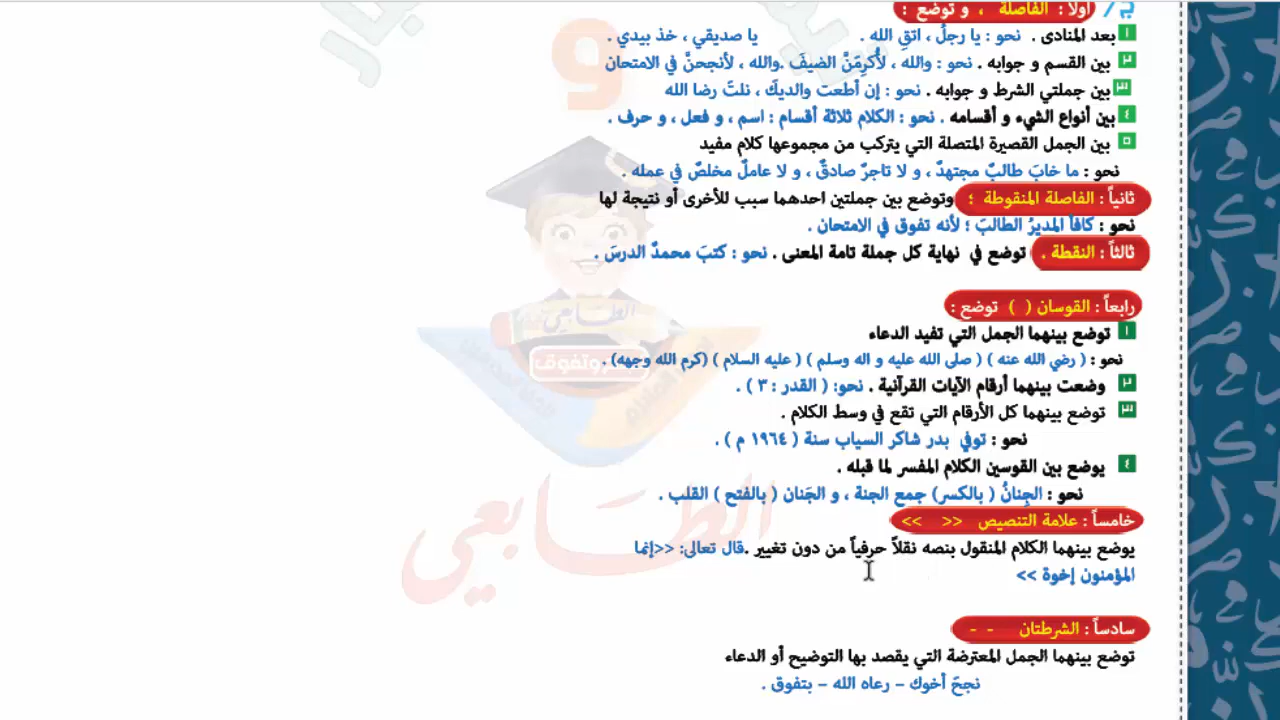 ج/ أولاً : الفاصلة ، و توضع :
١ بعد المنادى . نحو : يا رجلُ ، اتقِ الله . يا صديقي ، خذ بيدي .
٢ بين القسم و جوابه . نحو : والله ، لأُكرِمَنَّ الضيفَ .والله ، لأنجحنَّ في الامتحان
٣ بين جملتي الشرط و جوابه . نحو : إن أطعت والديكَ ، نلتَ رضا الله
٤ بين أنواع الشيء و أقسامه . نحو : الكلام ثلاثة أقسام : اسم ، و فعل ، و حرف .
٥ بين الجمل القصيرة المتصلة التي يتركب من مجموعها كلام مفيد
نحو : ما خابَ طالبٌ مجتهدٌ ، و لا تاجرٌ صادقٌ ، و لا عاملٌ مخلصٌ في عمله .
ثانياً : الفاصلة المنقوطة ؛ وتوضع بين جملتين احدهما سبب للأخرى أو نتيجة لها
نحو : كافأ المديرُ الطالبَ ؛ لأنه تفوق في الامتحان .
ثالثاً : النقطة . توضع في نهاية كل جملة تامة المعنى . نحو : كتبَ محمدٌ الدرسَ .
رابعاً : القوسان ( ) توضع :
١ توضع بينهما الجمل التي تفيد الدعاء
نحو : ( رضي الله عنه ) ( صلى الله عليه و اله وسلم ) ( عليه السلام ) (كرم الله وجهه) .
٢ وضعت بينهما أرقام الآيات القرآنية . نحو: ( القدر : ٣ ) .
٣ توضع بينهما كل الأرقام التي تقع في وسط الكلام .
نحو : توفي بدر شاكر السياب سنة ( ١٩٦٤ م ) .
٤ يوضع بين القوسين الكلام المفسر لما قبله .
نحو : الجِنانُ ( بالكسر) جمع الجنة ، و الجَنان ( بالفتح ) القلب .
خامساً : علامة التنصيص << >>
يوضع بينهما الكلام المنقول بنصه نقلاً حرفياً من دون تغيير .قال تعالى: <<إنما
المؤمنون إخوة >>
سادساً : الشرطتان - -
توضع بينهما الجمل المعترضة التي يقصد بها التوضيح أو الدعاء
نجحَ أخوك – رعاه الله – بتفوق .
الطابعي